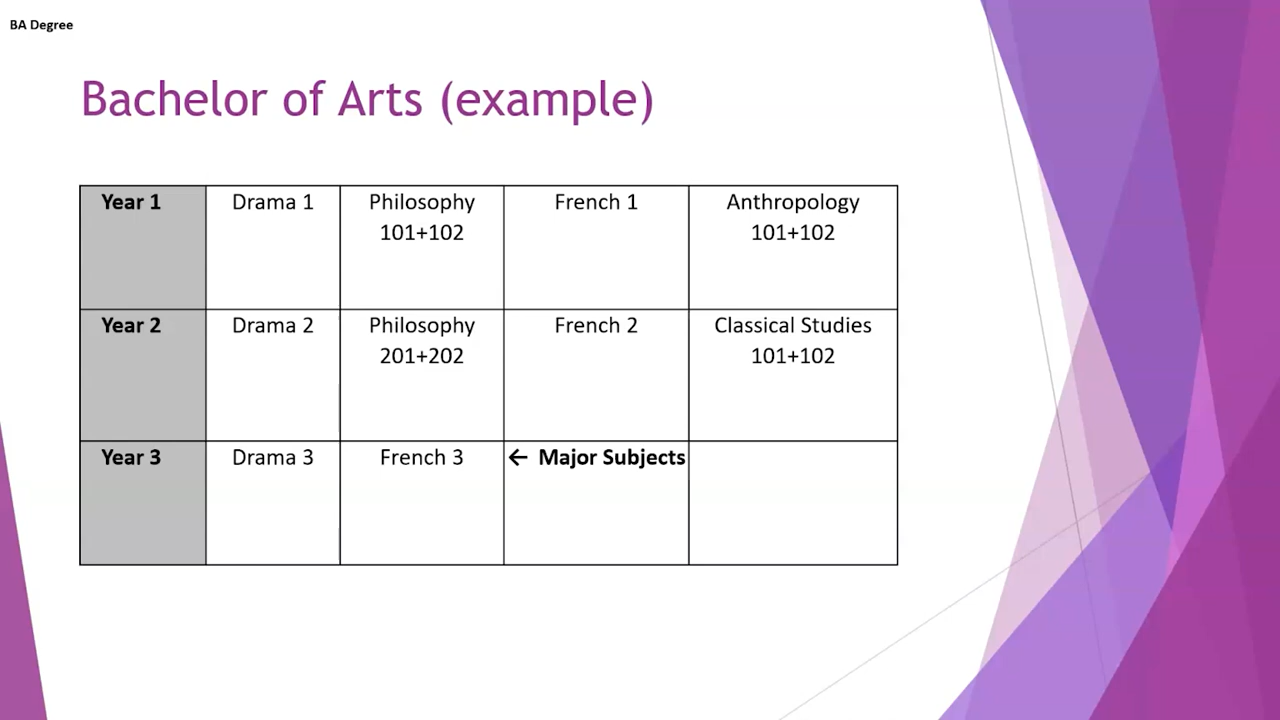 BA Degree
Bachelor of Arts (example)
Year 1 Drama 1 Philosophy French 1 Anthropology
101+102 101+102
Year 2 Drama 2 Philosophy French 2 Classical Studies
201+202 101+102
Year 3 Drama 3 French 3 ← Major Subjects